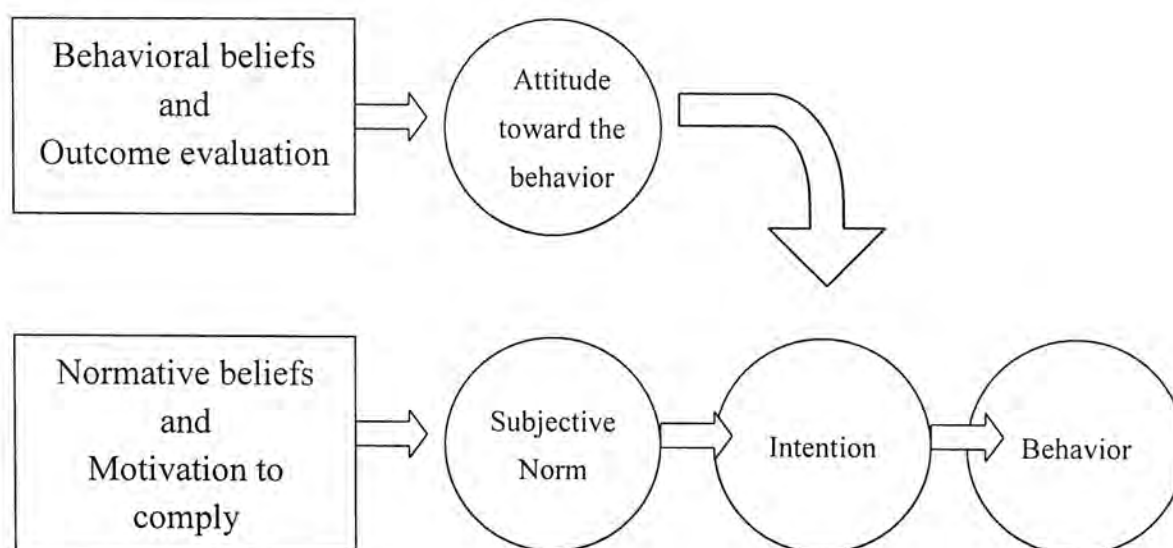 Behavioral beliefs
and
Outcome evaluation
Attitude
toward the
behavior
Normative beliefs
and
Motivation to
comply
Subjective
Norm
Intention
Behavior